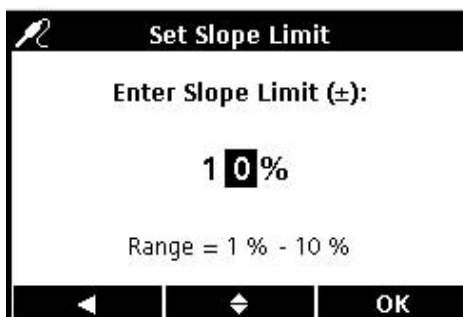 Set Slope Limit
Enter Slope Limit (±):
10%
Range = 1 % - 10 %
OK